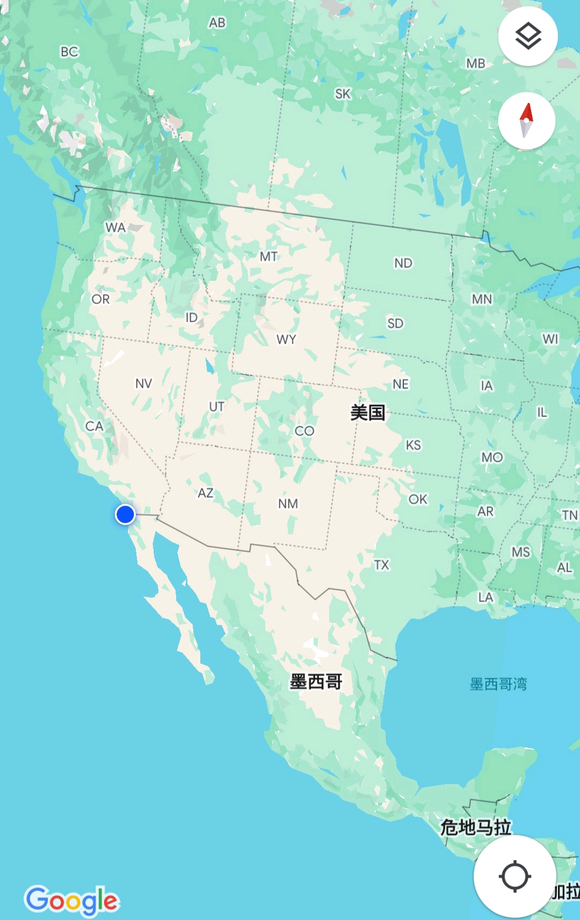 AB
BC
MB
SK
WA
MT
ND
OR
MN
ID
SD
WY
WI
NV
NE
IA
UT
美国
IL
CA
CO
KS
MO
AZ
OK
NM
AR
TN
MS
TX
AL
LA
墨西哥
墨西哥湾
危地马拉
加拉
Google